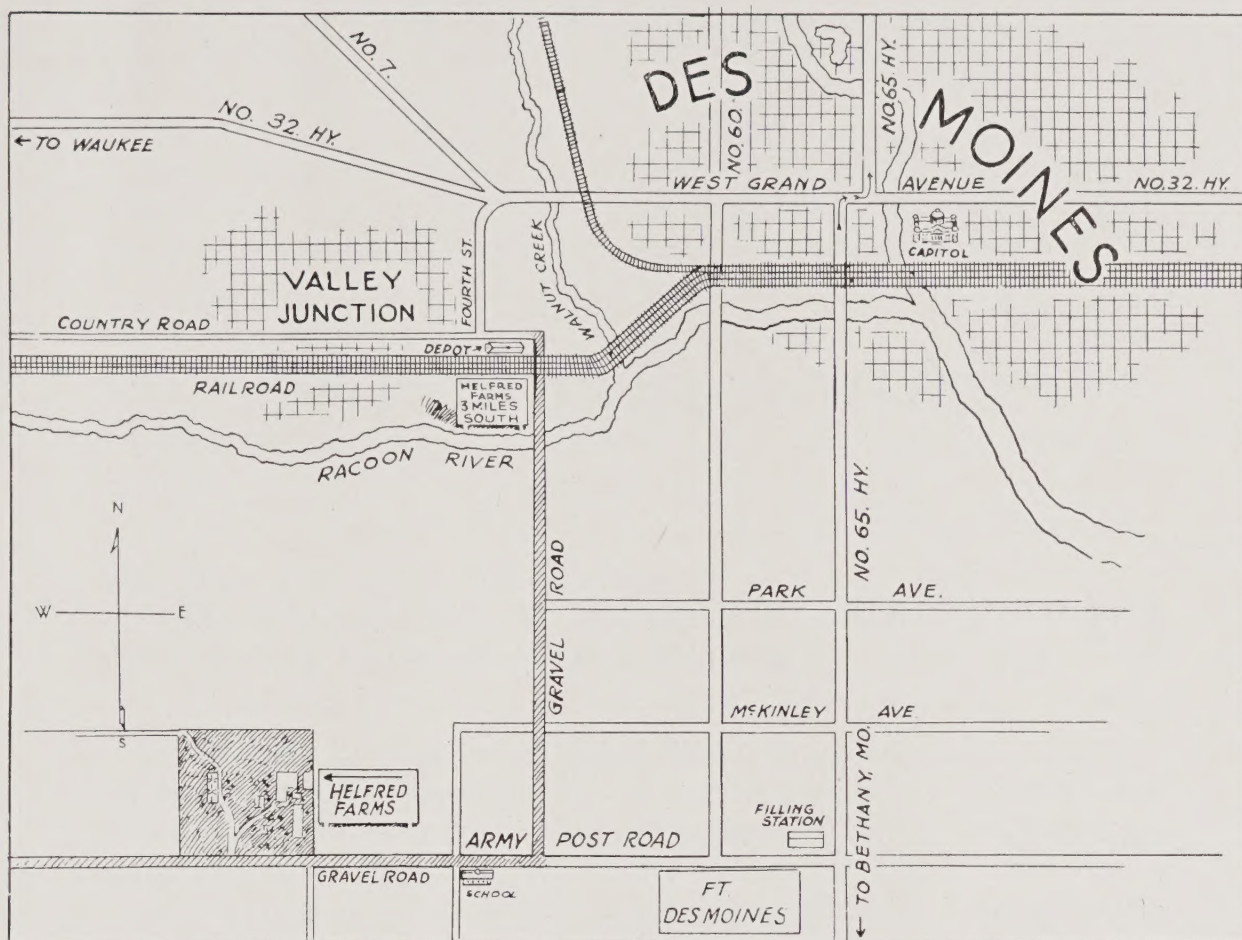 DES
MOINES
NO. 7.
NO. 32. HY.
← TO WAUKEE
NO. 60.
NO. 65 HY.
WEST GRAND AVENUE
NO. 32. HY.
CAPITOL
VALLEY
JUNCTION
FOURTH ST.
WALNUT CREEK
COUNTRY ROAD
DEPOT
RAILROAD
HELFRED
FARMS
3 MILES
SOUTH
RACOON RIVER
N
W
E
S
GRAVEL ROAD
NO. 65. HY.
PARK AVE.
McKINLEY AVE
HELFRED
FARMS
FILLING
STATION
ARMY POST ROAD
GRAVEL ROAD
SCHOOL
FT.
DES MOINES
← TO BETHANY, MO.